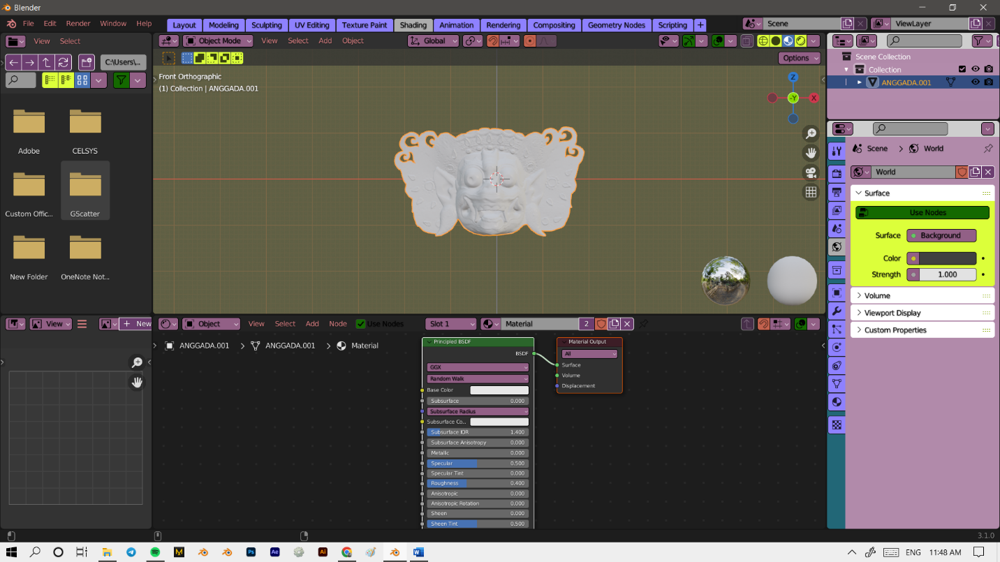 Blender
File Edit Render Window Help
Layout Modeling Sculpting UV Editing Texture Paint Shading Animation Rendering Compositing Geometry Nodes Scripting +
Scene
ViewLayer
View Select
Object Mode View Select Add Object
Global
C:\Users\...
Options
Front Orthographic
(1) Collection | ANGGADA.001
Z
-Y
X
Adobe
CELSYS
Custom Offic...
GScatter
New Folder
OneNote Not...
Scene Collection
Collection
ANGGADA.001
Scene > World
World
Surface
Use Nodes
Surface Background
Color
Strength 1.000
Volume
Viewport Display
Custom Properties
View
New
Object View Select Add Node Use Nodes
Slot 1
Material 2
ANGGADA.001 > ANGGADA.001 > Material
Principled BSDF
BSDF
GGX
Random Walk
Base Color
Subsurface 0.000
Subsurface Radius
Subsurface Co...
Subsurface IOR 1.400
Subsurface Anisotropy 0.000
Metallic 0.000
Specular 0.500
Specular Tint 0.000
Roughness 0.400
Anisotropic 0.000
Anisotropic Rotation 0.000
Sheen 0.000
Sheen Tint 0.500
Material Output
All
Surface
Volume
Displacement
3.1.0
Ps
Ae
Ai
ENG
11:48 AM